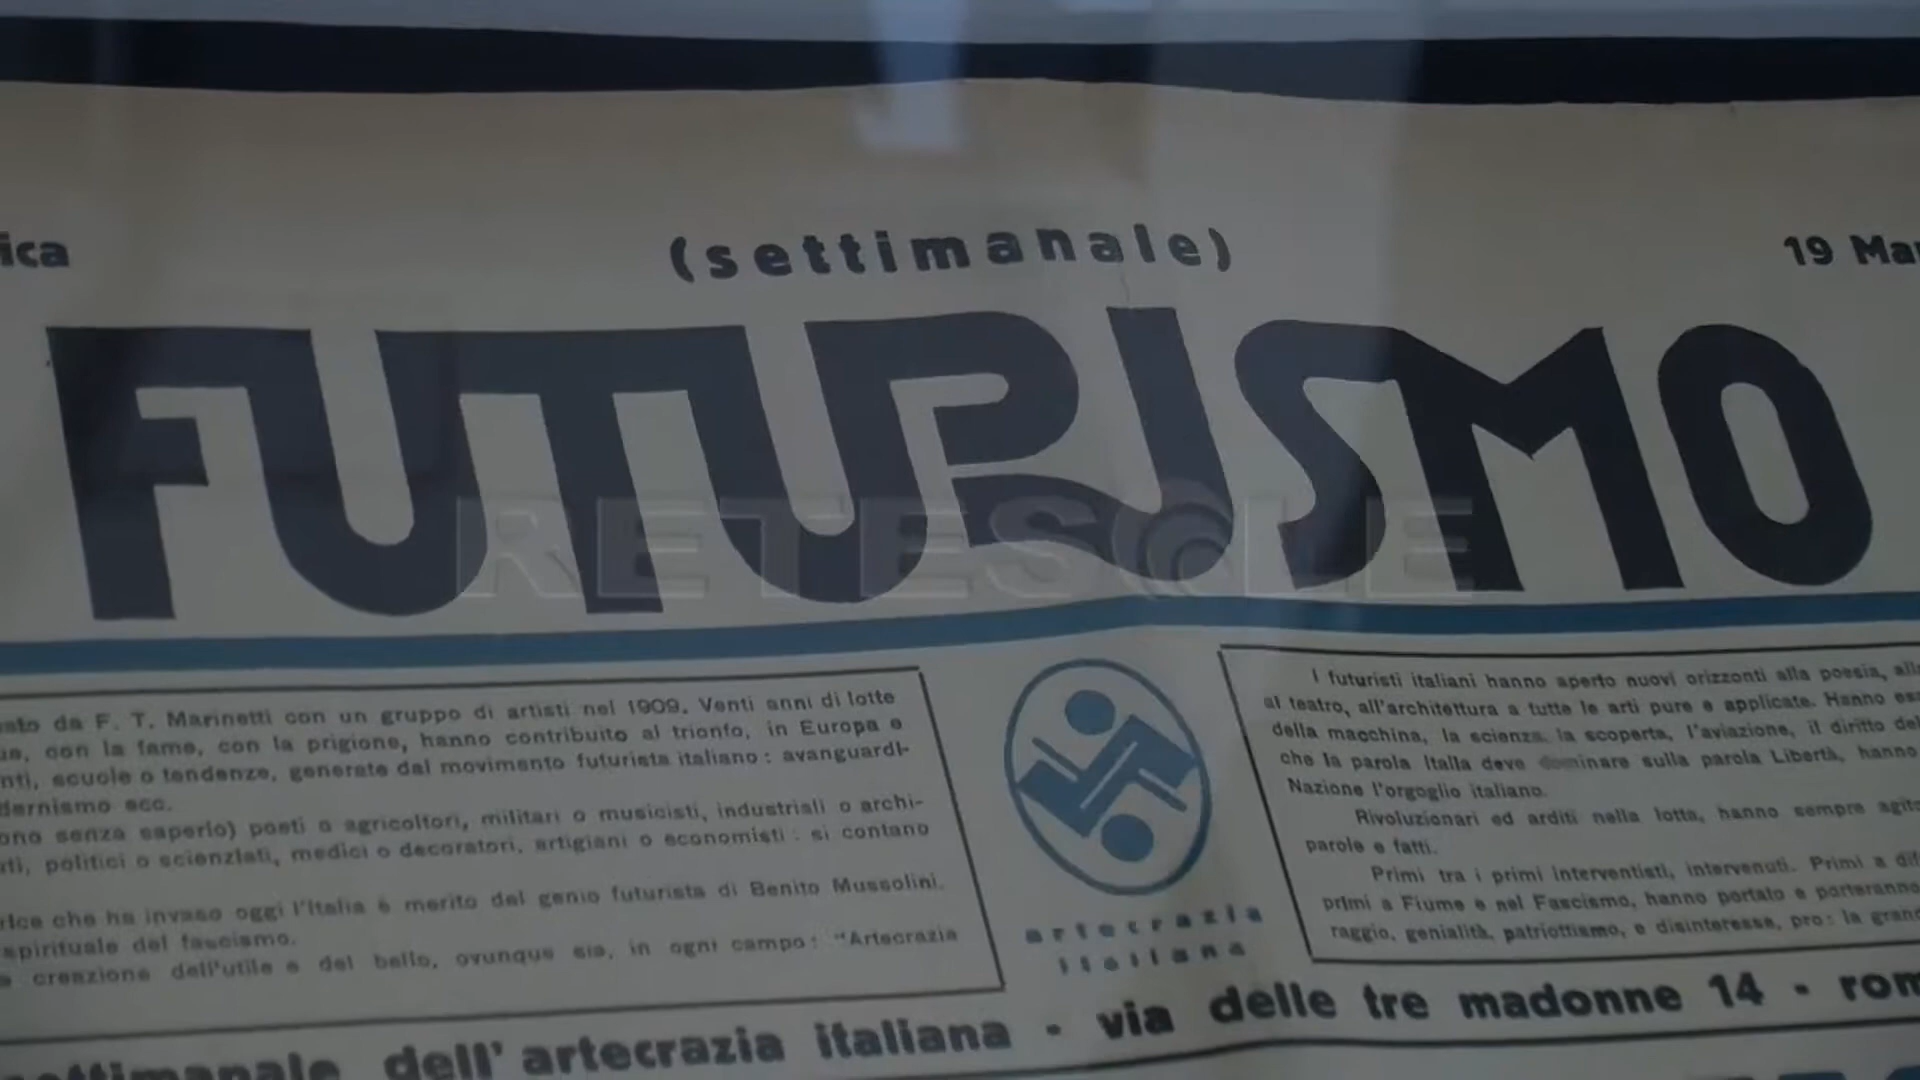 ica
(settimanale)
19 Mar
FUTURISMO
RETESOLE
ato da F. T. Marinetti con un gruppo di artisti nel 1909. Venti anni di lotte
con la fame, con la prigione, hanno contribuito al trionfo, in Europa e
nti, scuole o tendenze, generate dal movimento futurista italiano: avanguardi-
dernismo ecc.
ono senza saperlo) poeti o agricoltori, militari o musicisti, industriali o archi-
ati, politici o scienziati, medici o decoratori, artigiani o economisti: si contano
rice che ha invaso oggi l'Italia è merito del genio futurista di Benito Mussolini,
spirituale del fascismo.
creazione dell'utile e del bello, ovunque sia, in ogni campo: "Artecrazia
artecrazia
italiana
I futuristi italiani hanno aperto nuovi orizzonti alla poesia, alla
al teatro, all'architettura a tutte le arti pure e applicate. Hanno
della macchina, la scienza, la scoperta, l'aviazione, il diritto del
che la parola Italia deve dominare sulla parola Libertà, hanno
Nazione l'orgoglio italiano.
Rivoluzionari ed arditi nella lotta, hanno sempre
parole e fatti.
Primi tra i primi interventisti, intervenuti. Primi a
primi a Fiume e nel Fascismo, hanno portato e porteranno
raggio, genialità, patriottismo, e disinteresse, pro: la grand
settimanale dell'artecrazia italiana - via delle tre madonne 14 - rom